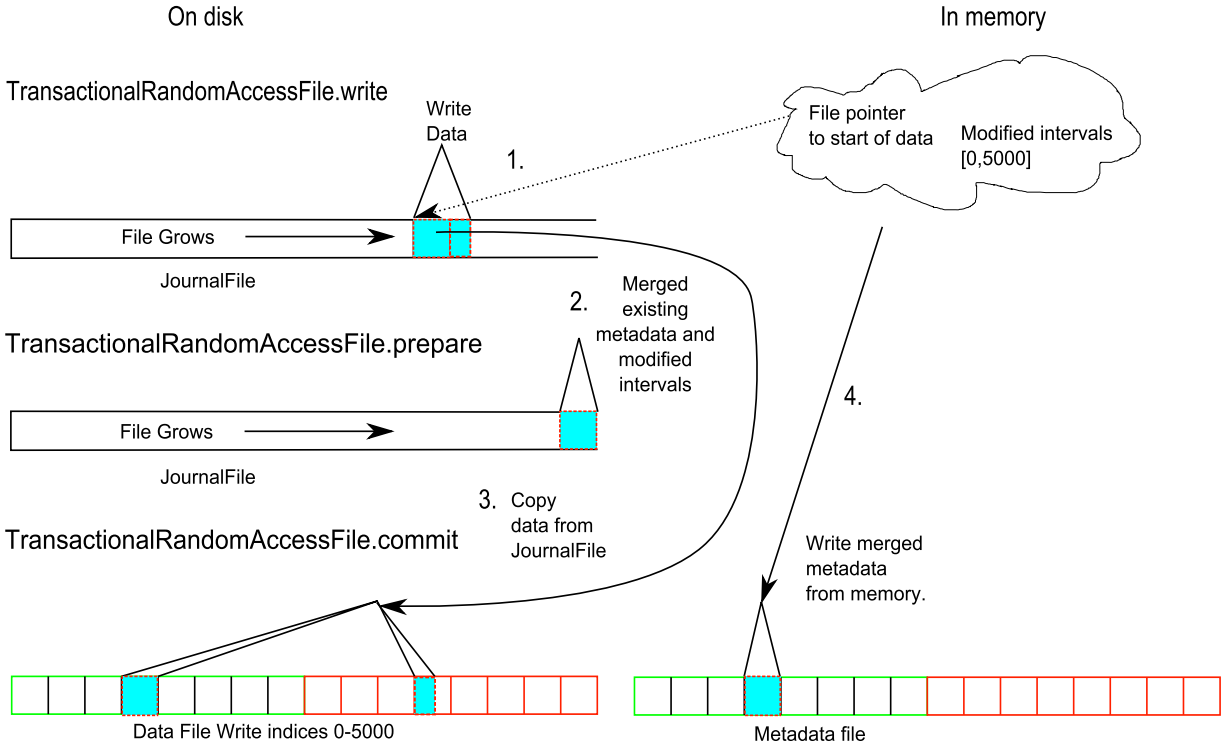 On disk
In memory
TransactionalRandomAccessFile.write
Write
Data
1.
File pointer
to start of data
Modified intervals
[0,5000]
File Grows
JournalFile
2.
Merged
existing
metadata and
modified
intervals
TransactionalRandomAccessFile.prepare
4.
File Grows
JournalFile
3.
Copy
data from
JournalFile
TransactionalRandomAccessFile.commit
Write merged
metadata
from memory.
Data File Write indices 0-5000
Metadata file